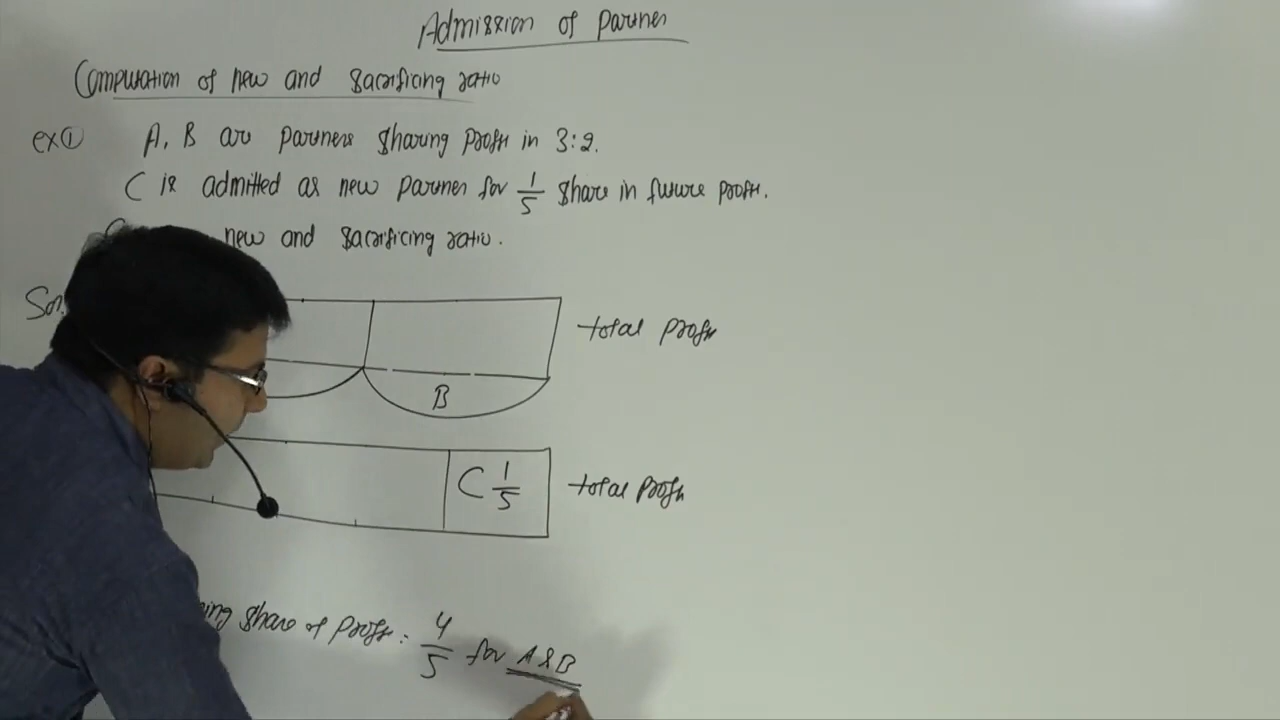 Admission of Partner
Computation of new and sacrificing ratio
ex ① A, B are partners sharing profit in 3:2.
C is admitted as new partner for 1/5 share in future profit.
new and sacrificing ratio.
total profit
B
C 1/5
total profit
share of profit : 4/5 for A & B